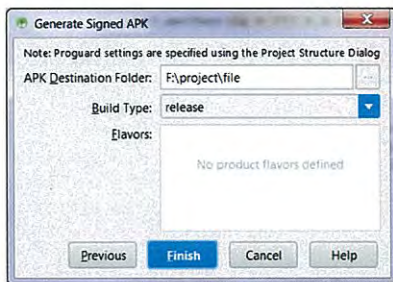 Generate Signed APK
Note: Proguard settings are specified using the Project Structure Dialog
APK Destination Folder: F:\project\file ...
Build Type: release
Flavors:
No product flavors defined
Previous Finish Cancel Help